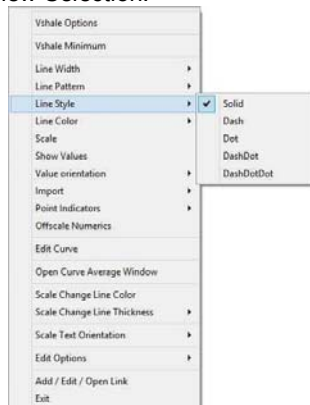 Vshale Options
Vshale Minimum
Line Width
Line Pattern
Line Style
Line Color
Scale
Show Values
Value orientation
Import
Point Indicators
Offscale Numerics
Edit Curve
Open Curve Average Window
Scale Change Line Color
Scale Change Line Thickness
Scale Text Orientation
Edit Options
Add / Edit / Open Link
Exit
Solid
Dash
Dot
DashDot
DashDotDot